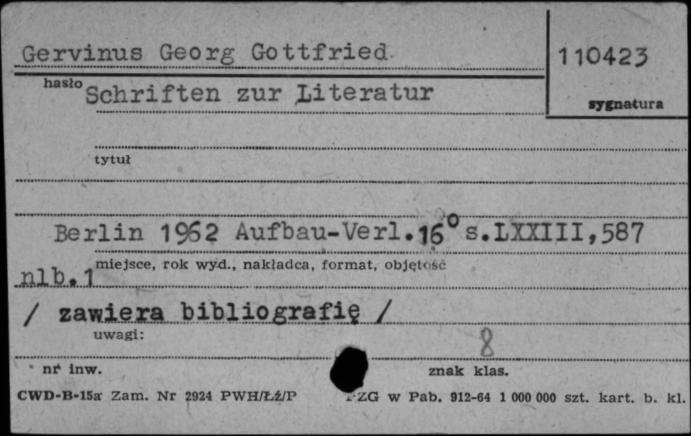 Gervinus Georg Gottfried
110423
hasło Schriften zur Literatur
sygnatura
tytuł
Berlin 1962 Aufbau-Verl.16° s.LXXIII,587
miejsce, rok wyd., nakładca, format, objętość
nlb.1
/ zawiera bibliografię /
uwagi:
8
nr inw.
znak klas.
CWD-B-15a Zam. Nr 2924 PWH/Łź/P PZG w Pab. 912-64 1 000 000 szt. kart. b. kl.